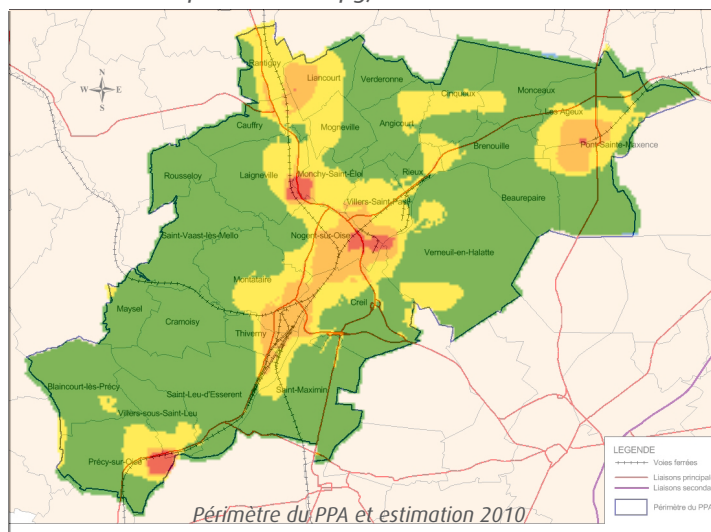 Rantigny
Liancourt
Verderonne
Cinqueux
Monceaux
Les Ageux
Cauffry
Mogneville
Angicourt
Brenouille
Pont-Sainte-Maxence
N
W E
S
Rousseloy
Laigneville
Monchy-Saint-Éloi
Rieux
Villers-Saint-Paul
Beaurepaire
Saint-Vaast-lès-Mello
Nogent-sur-Oise
Verneuil-en-Halatte
Montataire
Maysel
Cramoisy
Creil
Thiverny
Blaincourt-lès-Précy
Saint-Leu-d'Esserent
Saint-Maximin
Villers-sous-Saint-Leu
Précy-sur-Oise
LEGENDE
Voies ferrées
Liaisons principal
Liaisons seconda
Périmètre du PPA
Périmètre du PPA et estimation 2010